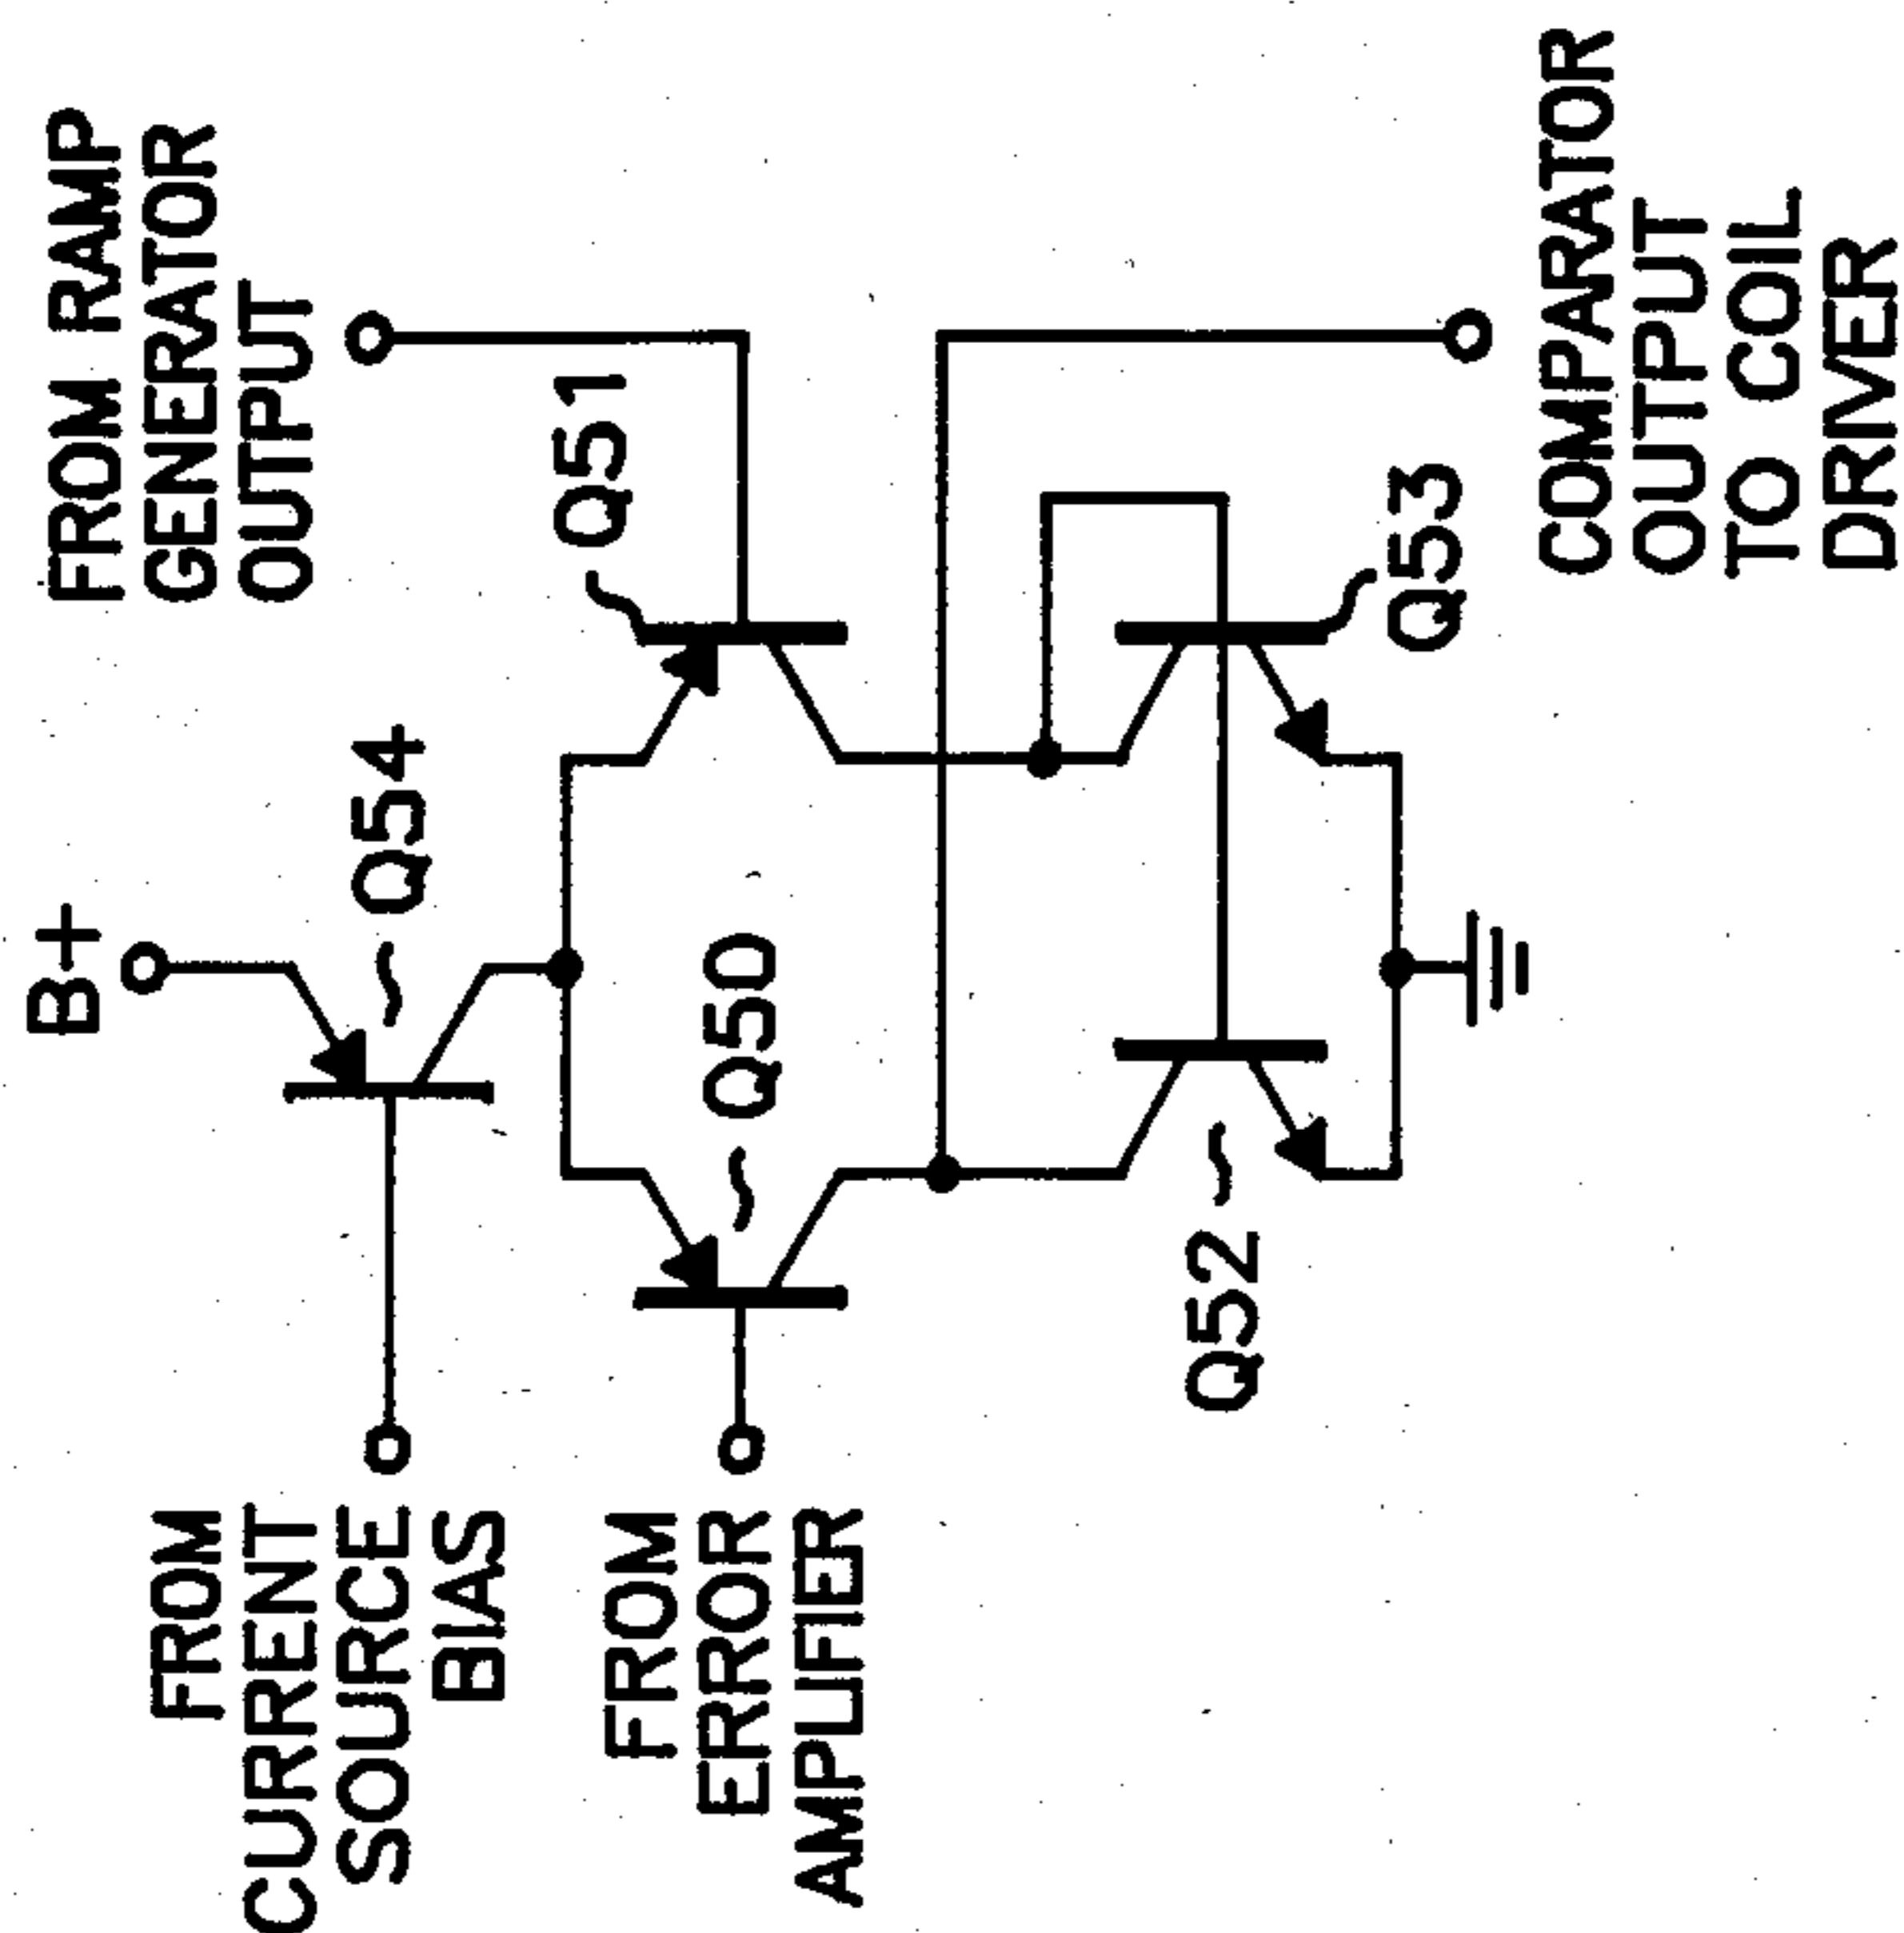 FROM
CURRENT
SOURCE
BIAS
FROM
ERROR
AMPLIFIER
B+
Q54
Q50
Q52
Q51
Q53
FROM RAMP
GENERATOR
OUTPUT
COMPARATOR
OUTPUT
TO COIL
DRIVER